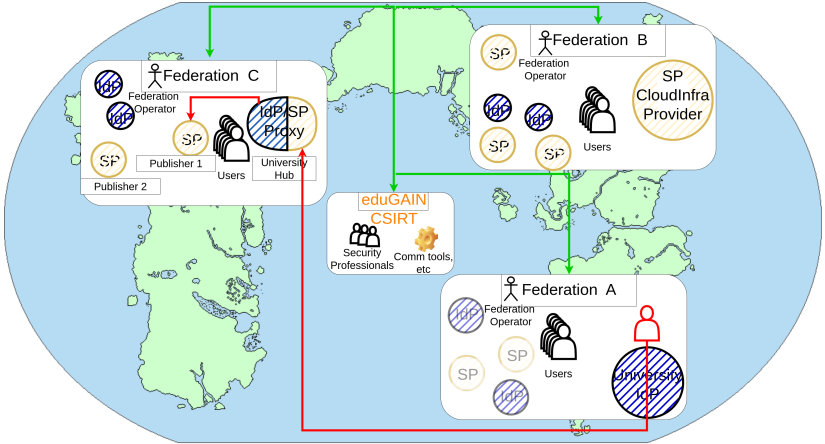 Federation C
IdP
Federation
Operator
IdP
IdP/SP
Proxy
SP
Users
University
Hub
Publisher 1
SP
Publisher 2
Federation B
SP
Federation
Operator
SP
CloudInfra
Provider
IdP
IdP
Users
SP
SP
eduGAIN
CSIRT
Security
Professionals
Comm tools,
etc
Federation A
IdP
Federation
Operator
Users
SP
SP
IdP
University
IdP